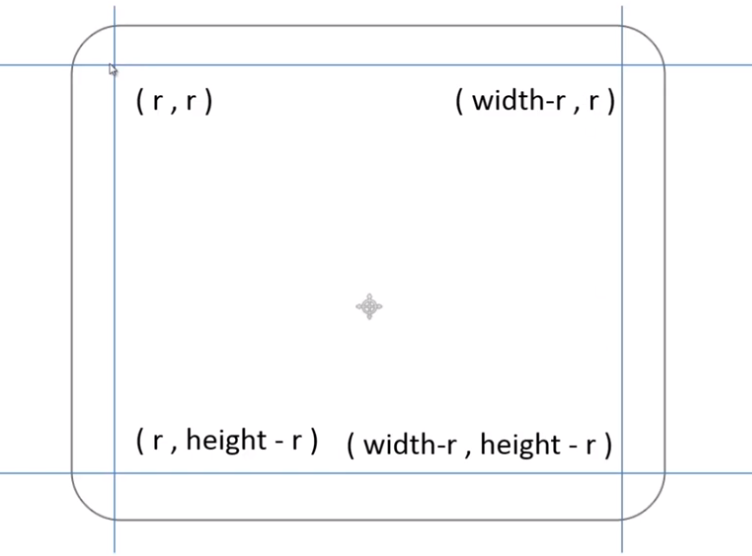 ( r , r )
( width-r , r )
( r , height - r )
( width-r , height - r )